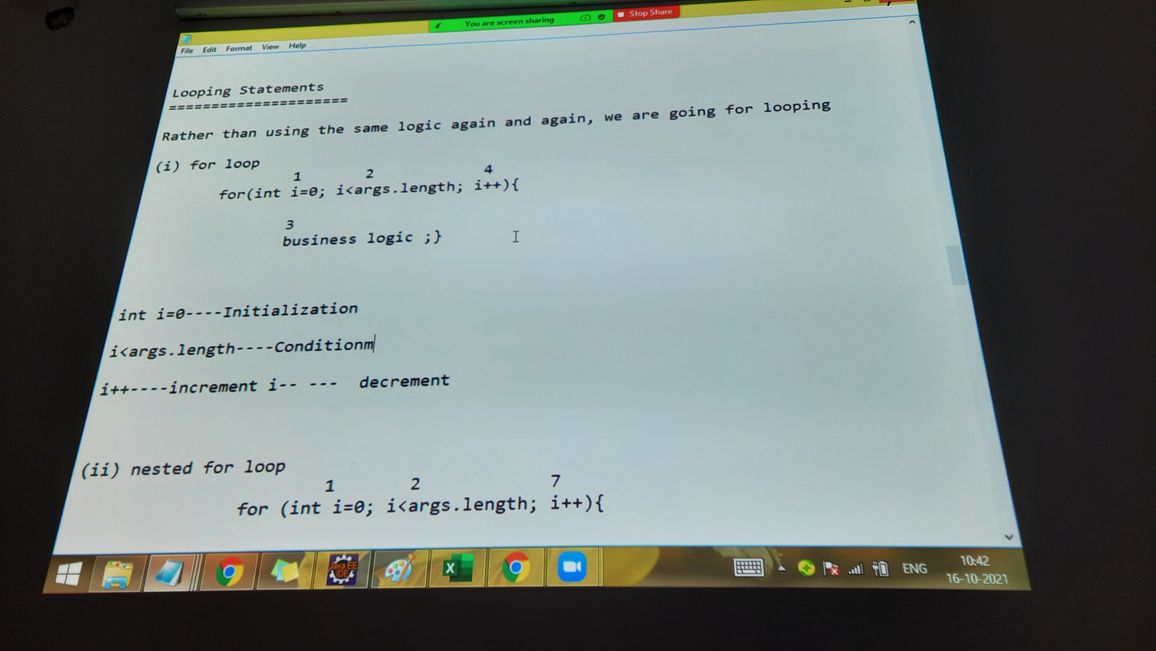 You are screen sharing Stop Share
File Edit Format View Help
Looping Statements
=====================
Rather than using the same logic again and again, we are going for looping
(i) for loop
1 2 4
for(int i=0; i<args.length; i++){
3
business logic ;}
int i=0----Initialization
i<args.length----Conditionm
i++----increment i-- --- decrement
(ii) nested for loop
1 2 7
for (int i=0; i<args.length; i++){
Java EE
IDE
X
ENG
10:42
16-10-2021